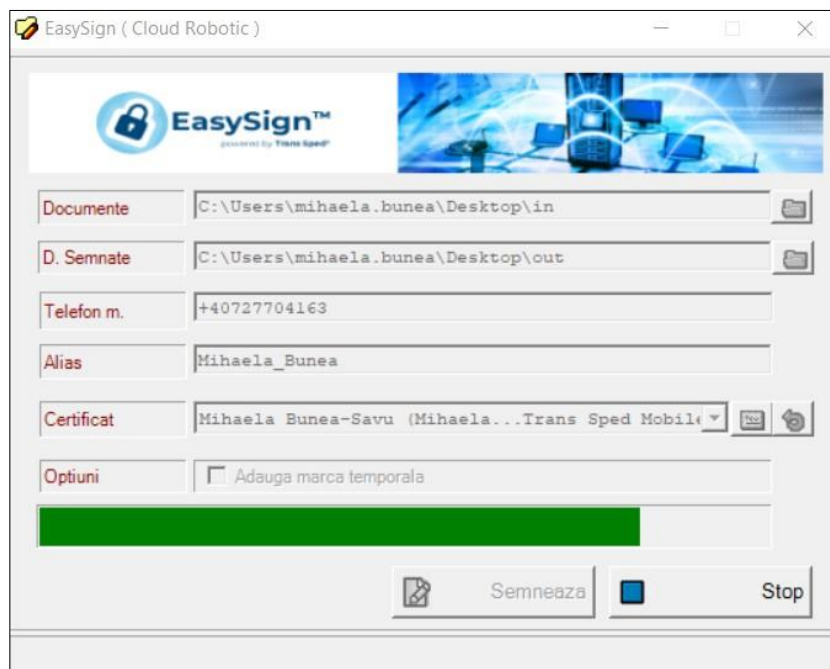 EasySign ( Cloud Robotic )
EasySign™
powered by Trans Sped®
Documente
C:\Users\mihaela.bunea\Desktop\in
D. Semnate
C:\Users\mihaela.bunea\Desktop\out
Telefon m.
+40727704163
Alias
Mihaela_Bunea
Certificat
Mihaela Bunea-Savu (Mihaela...Trans Sped Mobile
Optiuni
Adauga marca temporala
Semneaza
Stop